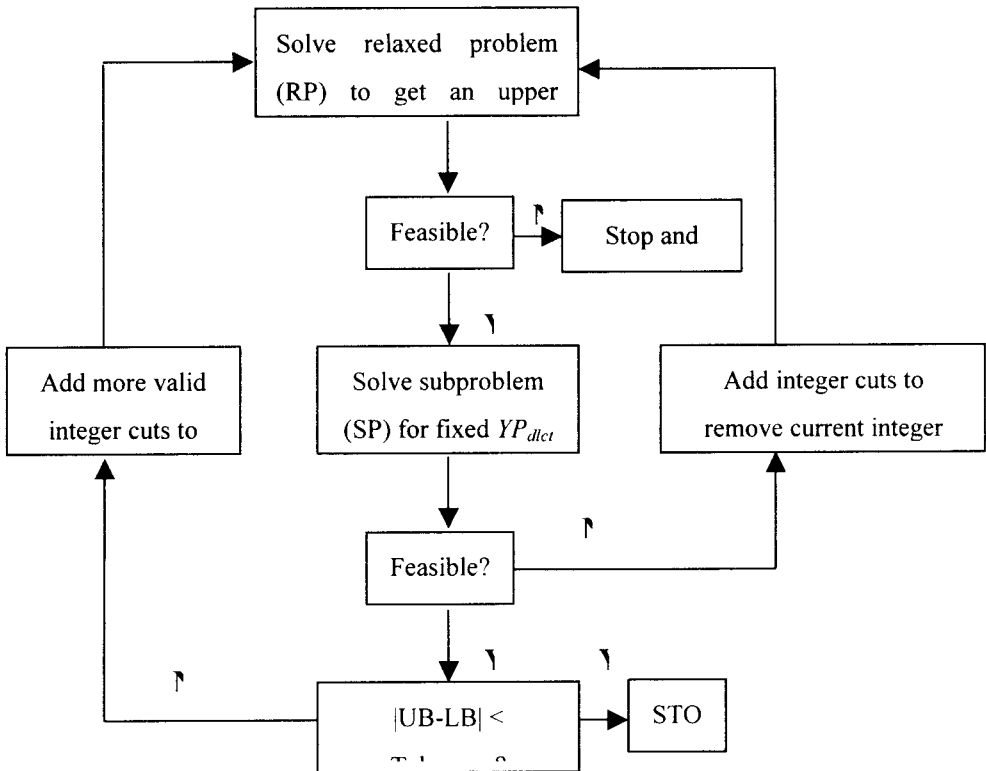 Solve relaxed problem
(RP) to get an upper
Feasible?
Stop and
Add more valid
integer cuts to
Solve subproblem
(SP) for fixed YP_dlct
Add integer cuts to
remove current integer
Feasible?
|UB-LB| <
STO